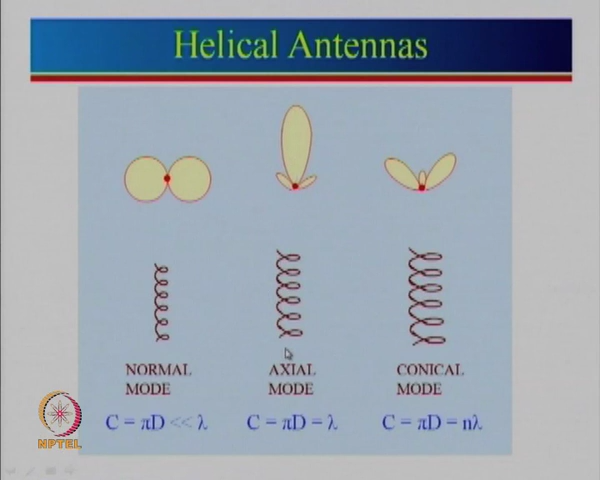 Helical Antennas
NORMAL
MODE
AXIAL
MODE
CONICAL
MODE
C = πD << λ
C = πD = λ
C = πD = nλ
NPTEL